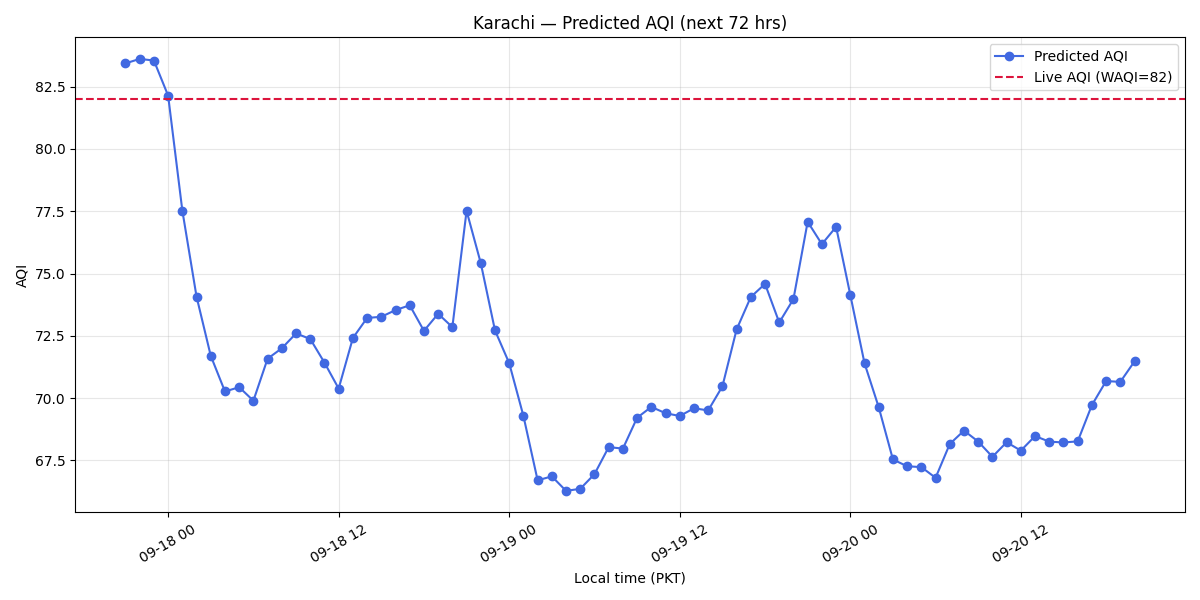 Karachi — Predicted AQI (next 72 hrs)
Predicted AQI
Live AQI (WAQI=82)
82.5
80.0
77.5
75.0
72.5
70.0
67.5
AQI
09-18 00
09-18 12
09-19 00
09-19 12
09-20 00
09-20 12
Local time (PKT)